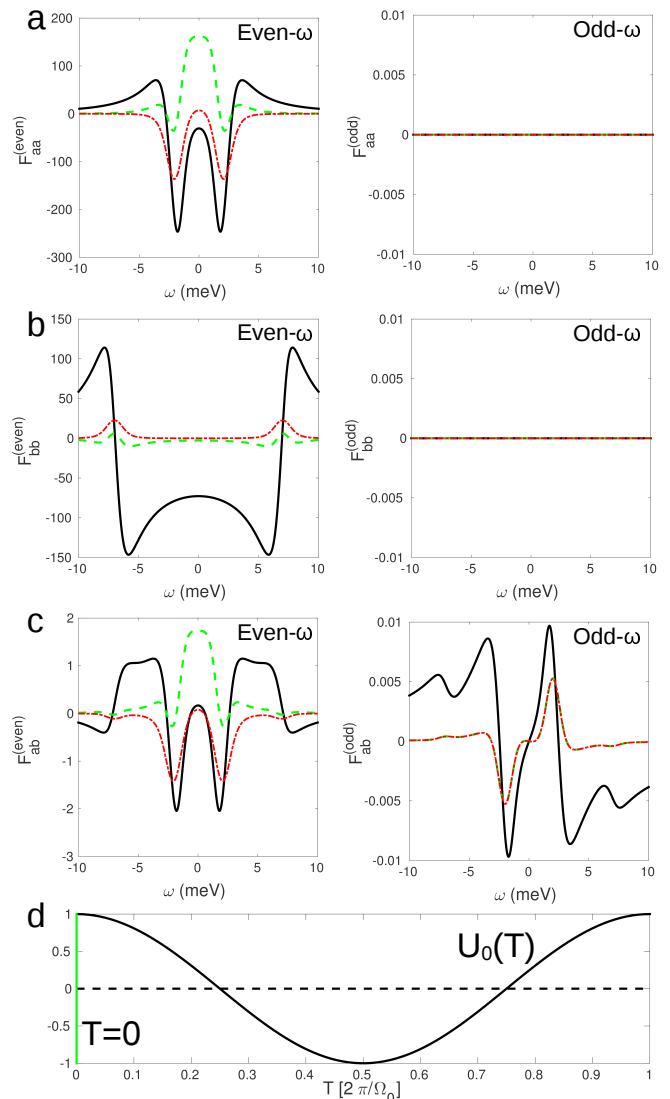 a
Even-ω
Odd-ω
200
100
0
-100
-200
-300
F_aa^(even)
-10 -5 0 5 10
ω (meV)
0.01
0.005
0
-0.005
-0.01
F_aa^(odd)
-10 -5 0 5 10
ω (meV)
b
Even-ω
Odd-ω
150
100
50
0
-50
-100
-150
F_bb^(even)
-10 -5 0 5 10
ω (meV)
0.01
0.005
0
-0.005
-0.01
F_bb^(odd)
-10 -5 0 5 10
ω (meV)
c
Even-ω
Odd-ω
2
1
0
-1
-2
-3
F_ab^(even)
-10 -5 0 5 10
ω (meV)
0.01
0.005
0
-0.005
-0.01
F_ab^(odd)
-10 -5 0 5 10
ω (meV)
d
1
0.5
0
-0.5
-1
U₀(T)
T=0
0 0.1 0.2 0.3 0.4 0.5 0.6 0.7 0.8 0.9 1
T [2 π/Ω₀]